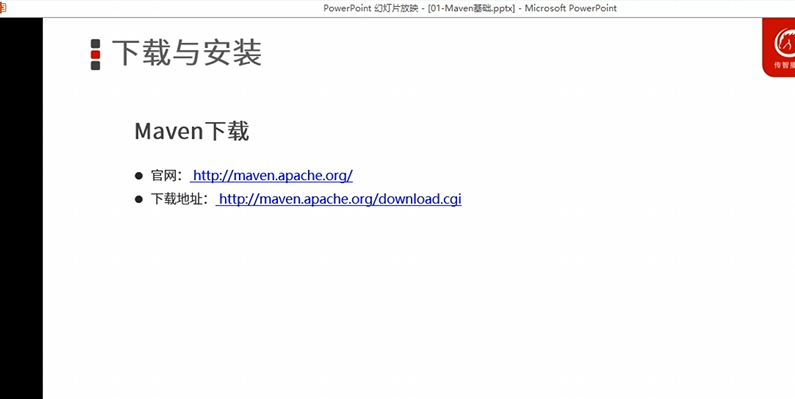 PowerPoint 幻灯片放映 - [01-Maven基础.pptx] - Microsoft PowerPoint
下载与安装
传智播
Maven下载
官网： http://maven.apache.org/
下载地址： http://maven.apache.org/download.cgi